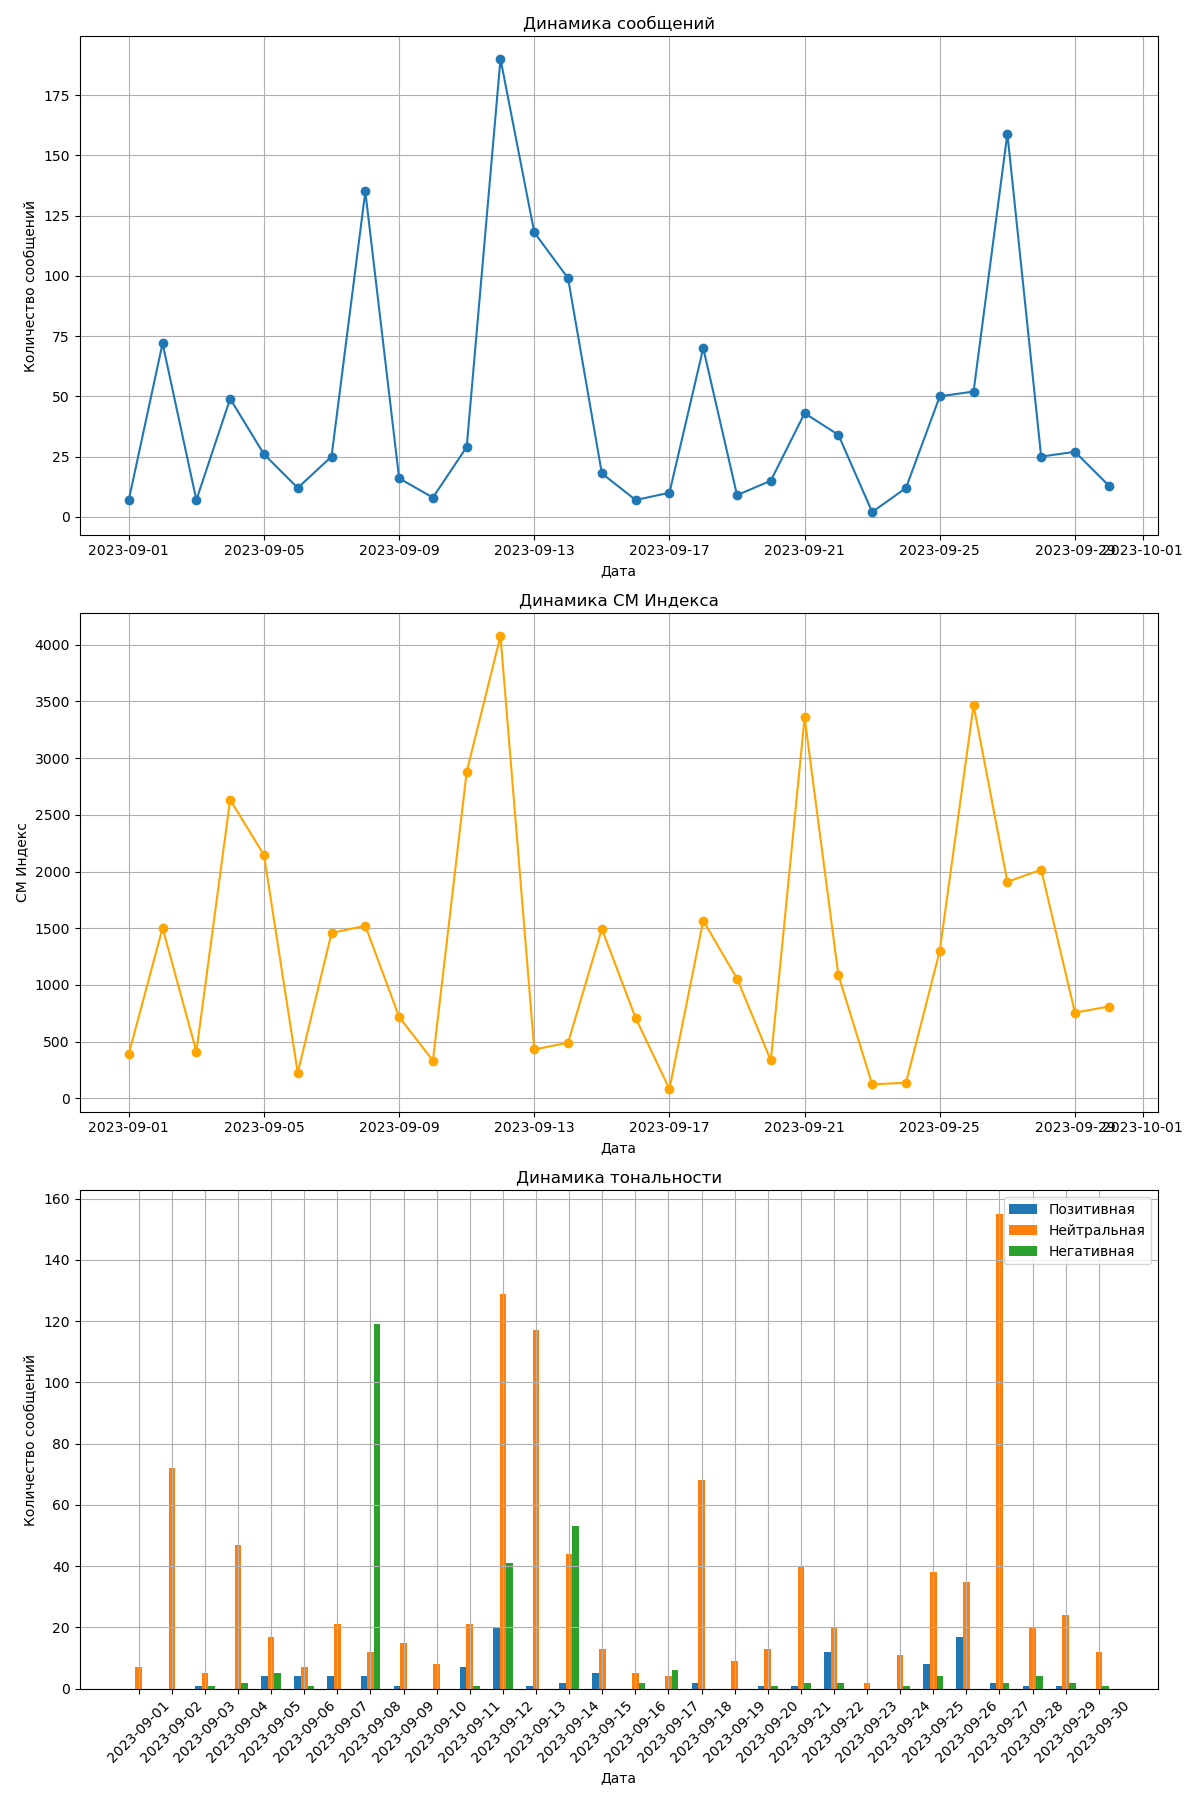 Динамика сообщений
175
150
125
100
75
50
25
0
Количество сообщений
2023-09-01 2023-09-05 2023-09-09 2023-09-13 2023-09-17 2023-09-21 2023-09-25 2023-09-29 2023-10-01
Дата
Динамика СМ Индекса
4000
3500
3000
2500
2000
1500
1000
500
0
СМ Индекс
2023-09-01 2023-09-05 2023-09-09 2023-09-13 2023-09-17 2023-09-21 2023-09-25 2023-09-29 2023-10-01
Дата
Динамика тональности
160
140
120
100
80
60
40
20
0
Количество сообщений
Позитивная
Нейтральная
Негативная
2023-09-01 2023-09-02 2023-09-03 2023-09-04 2023-09-05 2023-09-06 2023-09-07 2023-09-08 2023-09-09 2023-09-10 2023-09-11 2023-09-12 2023-09-13 2023-09-14 2023-09-15 2023-09-16 2023-09-17 2023-09-18 2023-09-19 2023-09-20 2023-09-21 2023-09-22 2023-09-23 2023-09-24 2023-09-25 2023-09-26 2023-09-27 2023-09-28 2023-09-29 2023-09-30
Дата